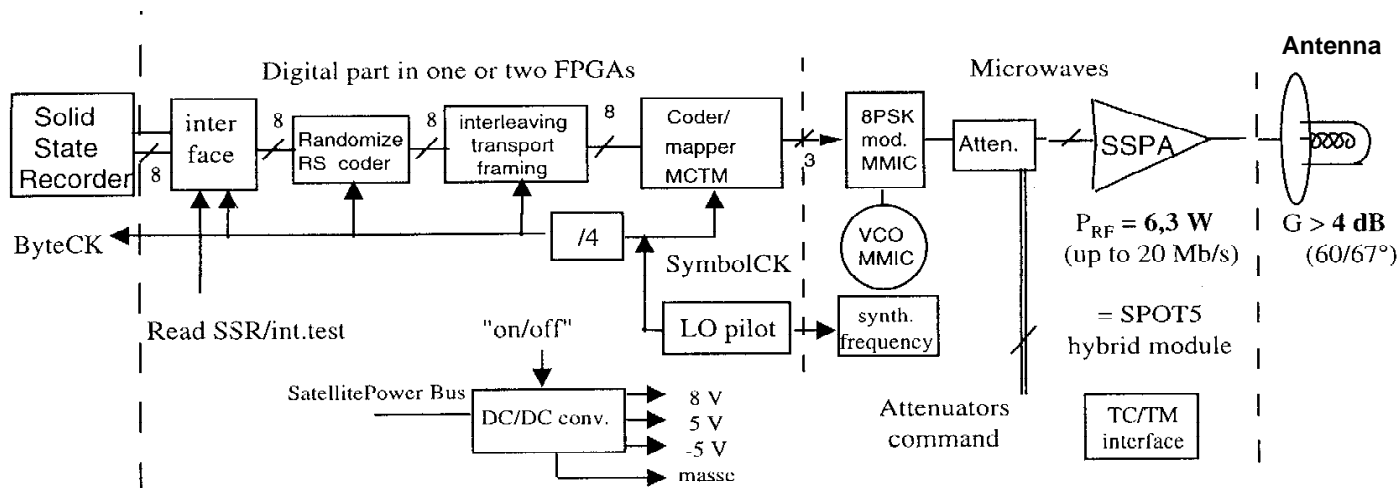 Antenna
Digital part in one or two FPGAs
Microwaves
Solid
State
Recorder
8
inter
face
8
Randomize
RS coder
8
interleaving
transport
framing
8
Coder/
mapper
MCTM
3
8PSK
mod.
MMIC
Atten.
SSPA
ByteCK
/4
SymbolCK
VCO
MMIC
P_RF = 6,3 W
(up to 20 Mb/s)
G > 4 dB
(60/67°)
Read SSR/int.test
"on/off"
LO pilot
synth.
frequency
= SPOT5
hybrid module
SatellitePower Bus
DC/DC conv.
8 V
5 V
-5 V
masse
Attenuators
command
TC/TM
interface